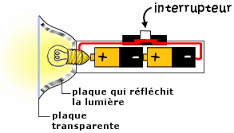 interrupteur
+ - + -
plaque qui réfléchit
la lumière
plaque
transparente